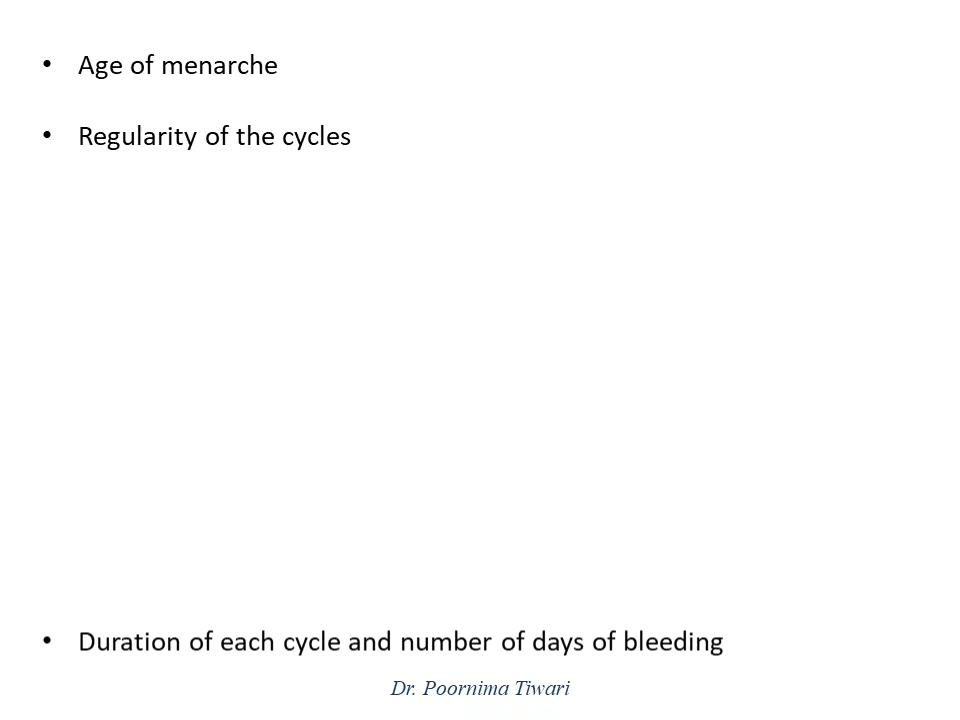 • Age of menarche
• Regularity of the cycles
• Duration of each cycle and number of days of bleeding
Dr. Poornima Tiwari